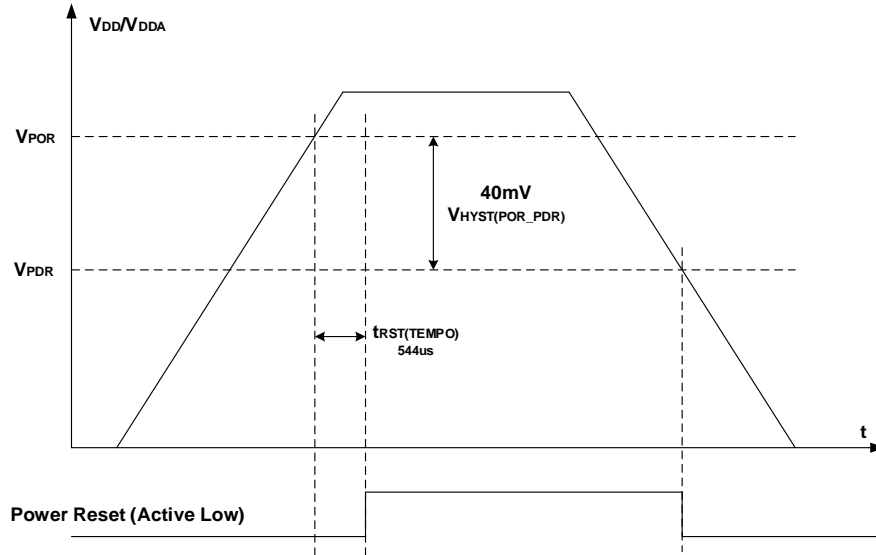 VDD/VDDA
VPOR
40mV
VHYST(POR_PDR)
VPDR
tRST(TEMPO)
544us
t
Power Reset (Active Low)